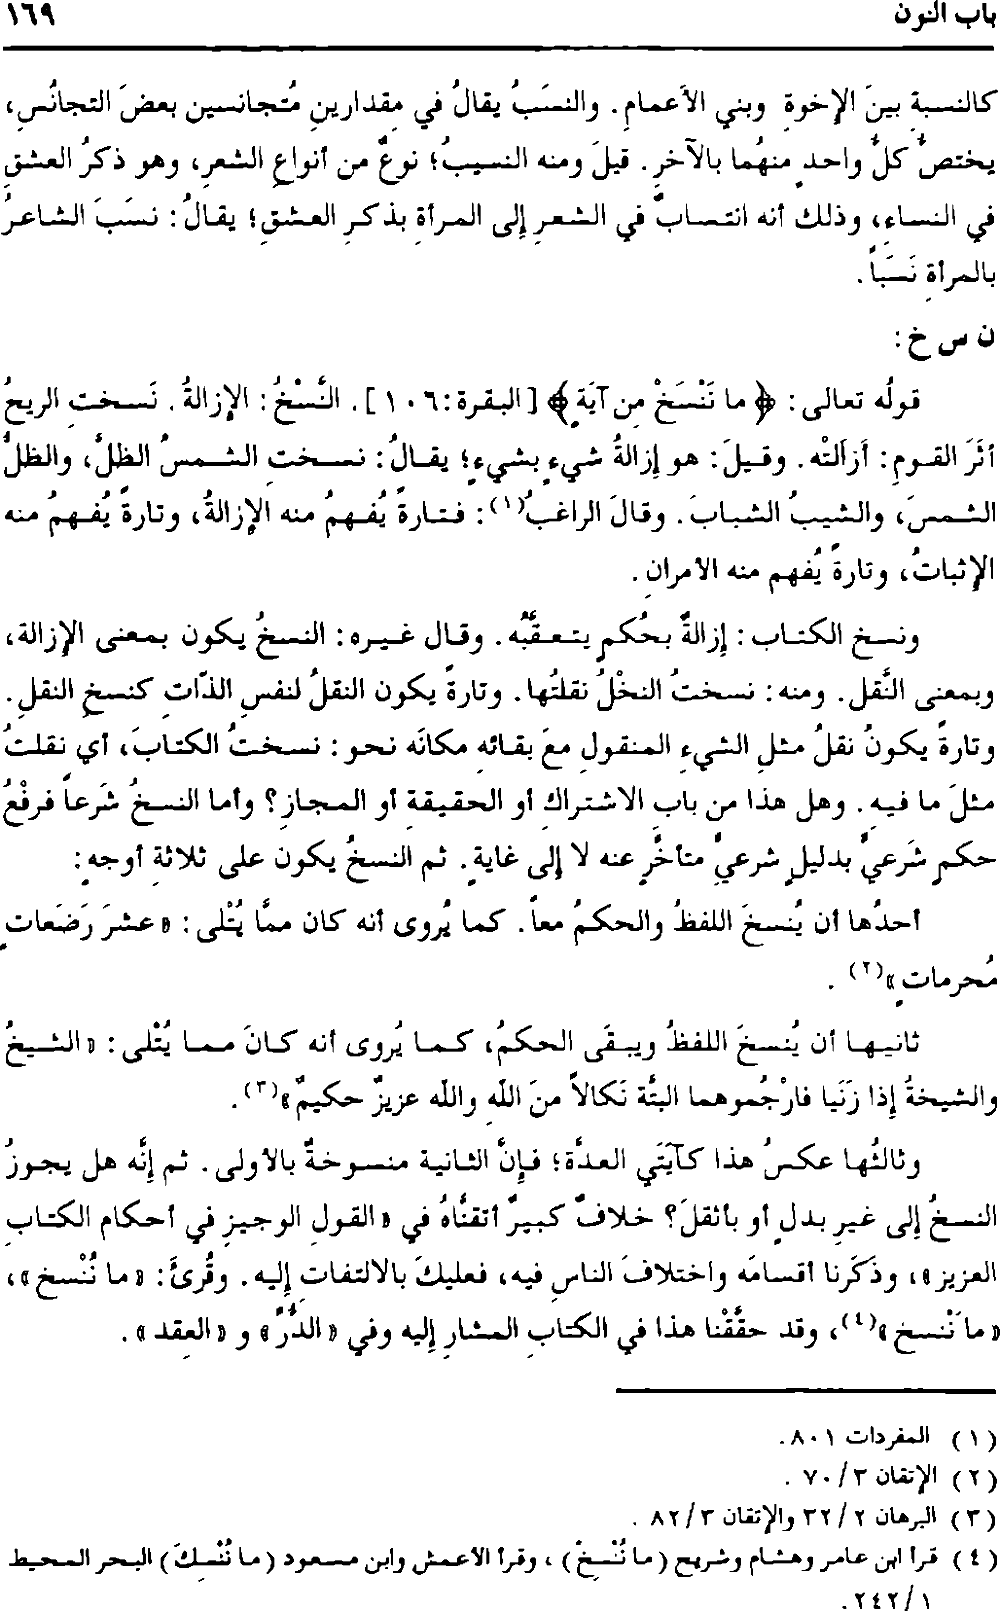 باب النون ١٦٩
كالنسبةِ بينَ الإخوةِ وبني الأعمامِ. والنسَبُ يقالُ في مقدارينِ مُتجانسين بعضَ التجانُسِ،
يختصُّ كلُّ واحدٍ منهُما بالآخرِ. قيلَ ومنه النسيبُ؛ نوعٌ من أنواعِ الشعرِ، وهو ذكرُ العشقِ
في النساءِ، وذلك أنه انتسابٌ في الشعرِ إلى المرأةِ بذكرِ العشقِ؛ يقالُ: نسَبَ الشاعرُ
بالمرأةِ نَسَباً.
ن س خ:
قولُه تعالى: ﴿ما نَنْسَخْ مِن آيَةٍ﴾ [البقرة:١٠٦]. النَّسْخُ: الإزالةُ. نَسختِ الريحُ
أثَرَ القومِ: أَزالَتْه. وقيلَ: هو إزالةُ شيءٍ بشيءٍ؛ يقالُ: نسختِ الشمسُ الظلَّ، والظلُّ
الشمسَ، والشيبُ الشبابَ. وقالَ الراغبُ(١): فتارةً يُفهمُ منه الإزالةُ، وتارةً يُفهمُ منه
الإثباتُ، وتارةً يُفهم منه الأمرانِ.
ونسخ الكتاب: إزالةٌ بحُكمٍ يتعقَّبُه. وقال غيره: النسخُ يكون بمعنى الإزالة،
وبمعنى النَّقل. ومنه: نسختُ النخْلُ نقلتُها. وتارةً يكون النقلُ لنفسِ الذّاتِ كنسخِ النقلِ.
وتارةً يكونُ نقلُ مثلِ الشيءِ المنقولِ معَ بقائهِ مكانَه نحو: نسختُ الكتابَ، أي نقلتُ
مثلَ ما فيه. وهل هذا من بابِ الاشتراكِ أو الحقيقةِ أو المجازِ؟ وأما النسخُ شَرعاً فرفْعُ
حكمٍ شَرعيٍّ بدليلٍ شرعيٍّ متأخَّرٍ عنه لا إلى غايةٍ. ثم النسخُ يكون على ثلاثةِ أوجهٍ:
أحدُها أن يُنسخَ اللفظُ والحكمُ معاً. كما يُروى أنه كان ممَّا يُتْلى: «عشرَ رَضَعاتٍ
مُحرماتٍ»(٢).
ثانيها أن يُنسخَ اللفظُ ويبقَى الحكمُ، كما يُروى أنه كانَ مما يُتْلى: «الشيخُ
والشيخةُ إذا زَنَيا فارْجُموهما البتَّة نَكالاً منَ اللهِ والله عزيزٌ حكيمٌ»(٣).
وثالثُها عكسُ هذا كآيَتَي العدَّة؛ فإنَّ الثانية منسوخةٌ بالأولى. ثم إنَّه هل يجوزُ
النسخُ إلى غيرِ بدلٍ أو بأثقلَ؟ خلافٌ كبيرٌ أتقنَّاهُ في «القولِ الوجيزِ في أحكام الكتابِ
العزيز»، وذكَرنا أقسامَه واختلافَ الناسِ فيه، فعليكَ بالالتفاتِ إليه. وقُرئَ: «ما نُنْسخ»،
«ما نَنْسخ»(٤)، وقد حقَّقْنا هذا في الكتابِ المشارِ إليه وفي «الدُّرِّ» و «العِقد».
(١) المفردات ٨٠١.
(٢) الإتقان ٣/ ٧٠.
(٣) البرهان ٢/ ٣٢ والإتقان ٣/ ٨٢.
(٤) قرأ ابن عامر وهشام وشريح (ما نُنْسِخْ)، وقرأ الأعمش وابن مسعود (ما نُنْسِكَ) البحر المحيط
١/ ٢٤٢.